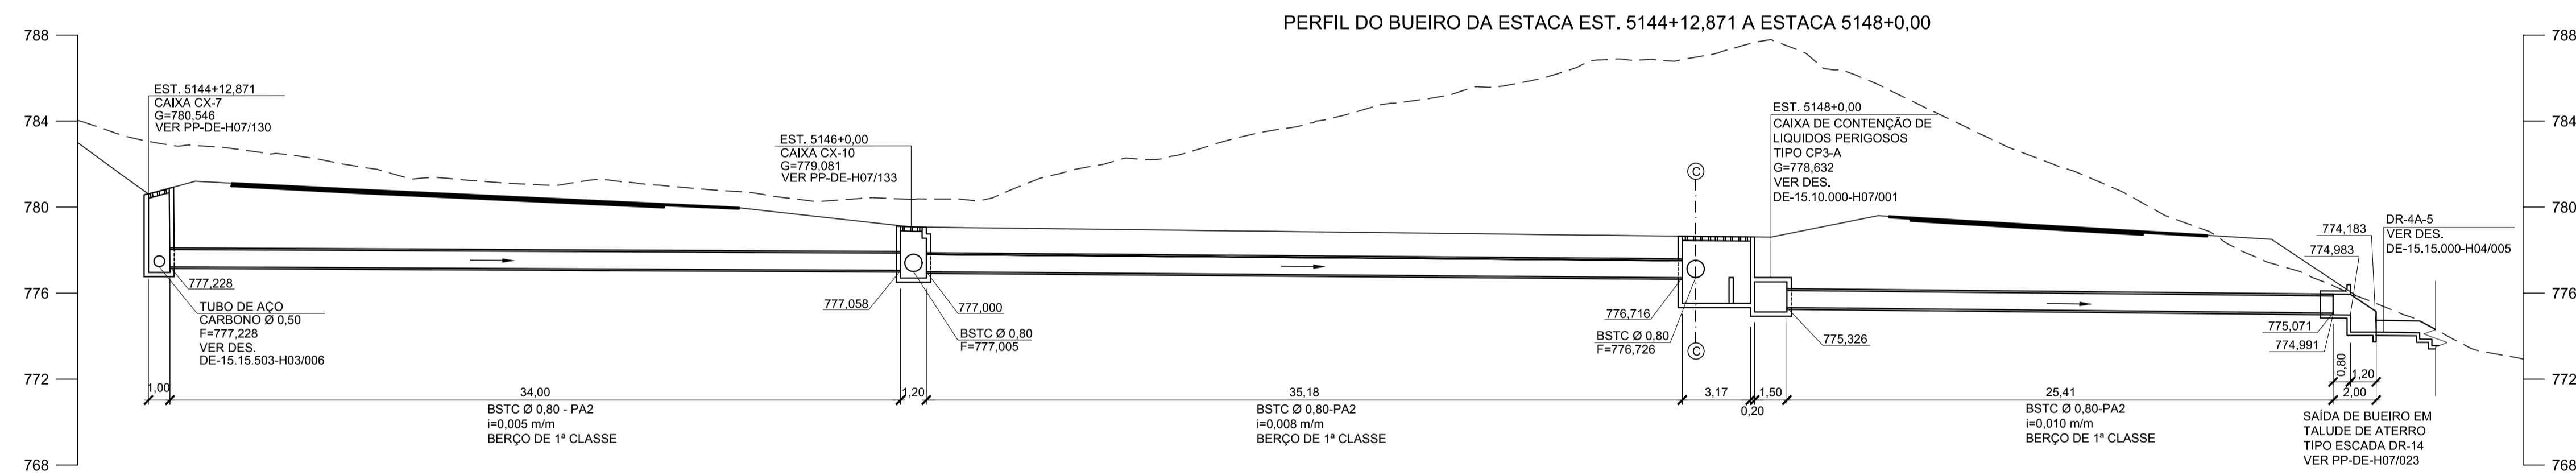 PERFIL DO BUEIRO DA ESTACA EST. 5144+12,871 A ESTACA 5148+0,00
788
784
780
776
772
768
788
784
780
776
772
768
EST. 5144+12,871
CAIXA CX-7
G=780,546
VER PP-DE-H07/130
EST. 5146+0,00
CAIXA CX-10
G=779,081
VER PP-DE-H07/133
C
C
EST. 5148+0,00
CAIXA DE CONTENÇÃO DE
LIQUIDOS PERIGOSOS
TIPO CP3-A
G=778,632
VER DES.
DE-15.10.000-H07/001
774,183
774,983
DR-4A-5
VER DES.
DE-15.15.000-H04/005
777,228
TUBO DE AÇO
CARBONO Ø 0,50
F=777,228
VER DES.
DE-15.15.503-H03/006
777,058
777,000
BSTC Ø 0,80
F=777,005
776,716
BSTC Ø 0,80
F=776,726
775,326
775,071
774,991
1,00
34,00
1,20
35,18
3,17
0,20
1,50
25,41
0,80
1,20
2,00
BSTC Ø 0,80 - PA2
i=0,005 m/m
BERÇO DE 1ª CLASSE
BSTC Ø 0,80-PA2
i=0,008 m/m
BERÇO DE 1ª CLASSE
BSTC Ø 0,80-PA2
i=0,010 m/m
BERÇO DE 1ª CLASSE
SAÍDA DE BUEIRO EM
TALUDE DE ATERRO
TIPO ESCADA DR-14
VER PP-DE-H07/023